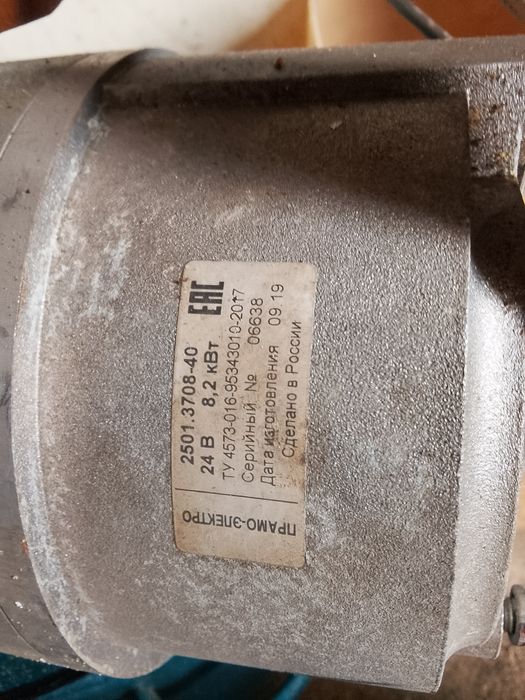 ПРАМО-ЭЛЕКТРО
2501.3708-40
24 В 8,2 кВт
EAC
ТУ 4573-016-95343010-2017
Серийный № 06638
Дата изготовления 09 19
Сделано в России